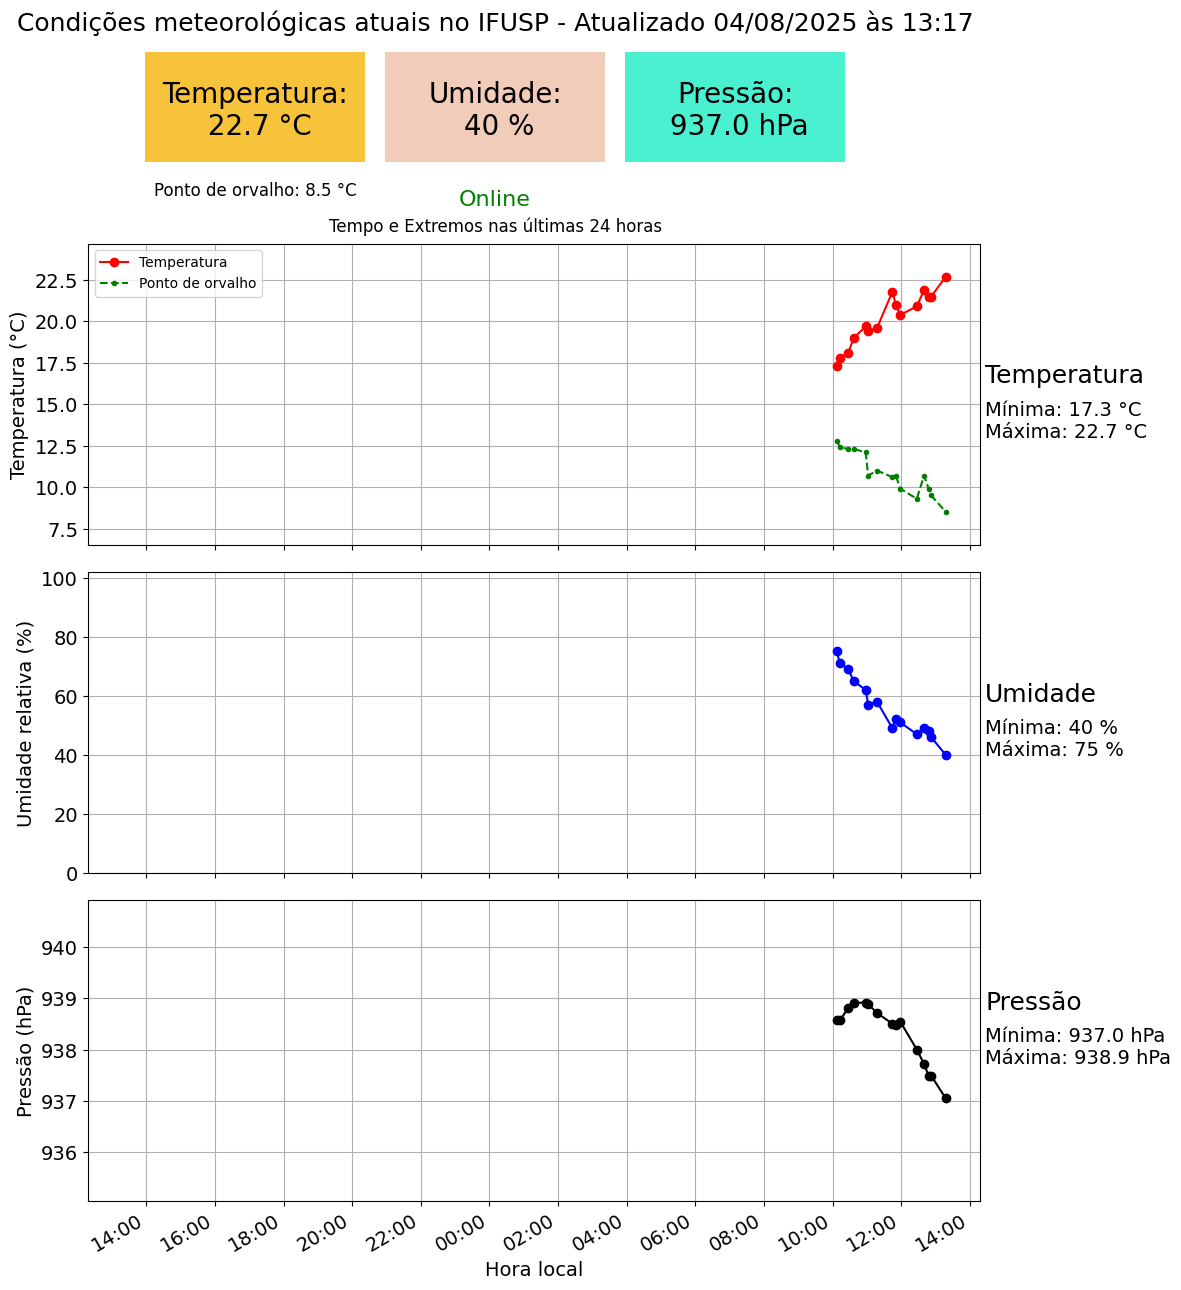 Condições meteorológicas atuais no IFUSP - Atualizado 04/08/2025 às 13:17
Temperatura:
22.7 °C
Umidade:
40 %
Pressão:
937.0 hPa
Ponto de orvalho: 8.5 °C
Online
Tempo e Extremos nas últimas 24 horas
Temperatura
Ponto de orvalho
Temperatura (°C)
22.5
20.0
17.5
15.0
12.5
10.0
7.5
Temperatura
Mínima: 17.3 °C
Máxima: 22.7 °C
Umidade relativa (%)
100
80
60
40
20
0
Umidade
Mínima: 40 %
Máxima: 75 %
Pressão (hPa)
940
939
938
937
936
Pressão
Mínima: 937.0 hPa
Máxima: 938.9 hPa
14:00
16:00
18:00
20:00
22:00
00:00
02:00
04:00
06:00
08:00
10:00
12:00
14:00
Hora local